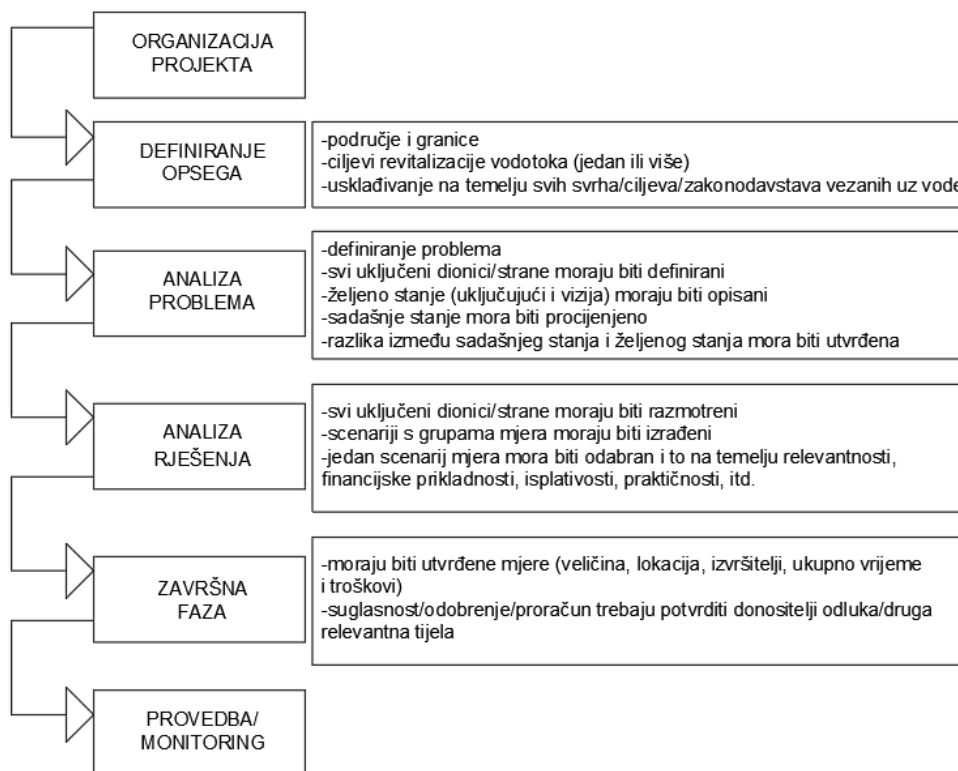 ORGANIZACIJA
PROJEKTA
DEFINIRANJE
OPSEGA
-područje i granice
-ciljevi revitalizacije vodotoka (jedan ili više)
-usklađivanje na temelju svih svrha/ciljeva/zakonodavstava vezanih uz vode
ANALIZA
PROBLEMA
-definiranje problema
-svi uključeni dionici/strane moraju biti definirani
-željeno stanje (uključujući i vizija) moraju biti opisani
-sadašnje stanje mora biti procijenjeno
-razlika između sadašnjeg stanja i željenog stanja mora biti utvrđena
ANALIZA
RJEŠENJA
-svi uključeni dionici/strane moraju biti razmotreni
-scenariji s grupama mjera moraju biti izrađeni
-jedan scenarij mjera mora biti odabran i to na temelju relevantnosti,
financijske prikladnosti, isplativosti, praktičnosti, itd.
ZAVRŠNA
FAZA
-moraju biti utvrđene mjere (veličina, lokacija, izvršitelji, ukupno vrijeme
i troškovi)
-suglasnost/odobrenje/proračun trebaju potvrditi donositelji odluka/druga
relevantna tijela
PROVEDBA/
MONITORING